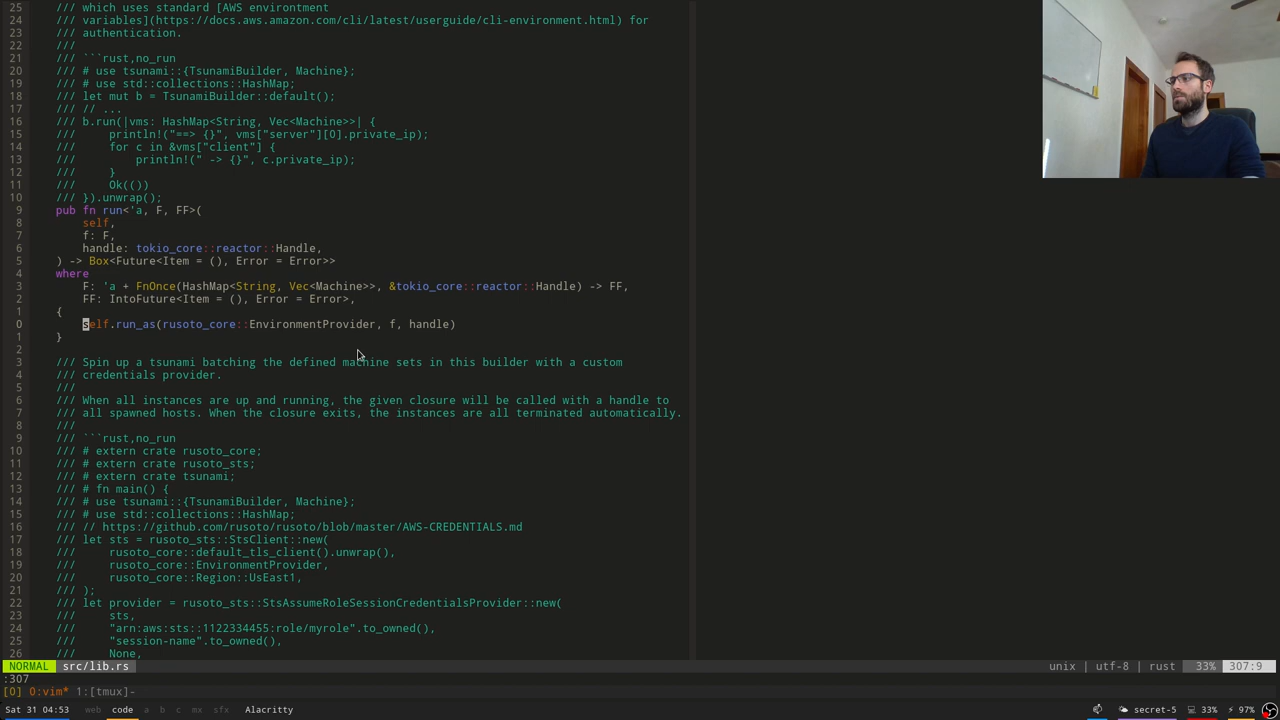 25     /// which uses standard [AWS environtment
24     /// variables](https://docs.aws.amazon.com/cli/latest/userguide/cli-environment.html) for
23     /// authentication.
22     ///
21     /// ```rust,no_run
20     /// # use tsunami::{TsunamiBuilder, Machine};
19     /// # use std::collections::HashMap;
18     /// let mut b = TsunamiBuilder::default();
17     /// // ...
16     /// b.run(|vms: HashMap<String, Vec<Machine>>| {
15     ///     println!("==> {}", vms["server"][0].private_ip);
14     ///     for c in &vms["client"] {
13     ///         println!(" -> {}", c.private_ip);
12     ///     }
11     ///     Ok(())
10     /// }).unwrap();
9     pub fn run<'a, F, FF>(
8         self,
7         f: F,
6         handle: tokio_core::reactor::Handle,
5     ) -> Box<Future<Item = (), Error = Error>>
4     where
3         F: 'a + FnOnce(HashMap<String, Vec<Machine>>, &tokio_core::reactor::Handle) -> FF,
2         FF: IntoFuture<Item = (), Error = Error>,
1     {
0         self.run_as(rusoto_core::EnvironmentProvider, f, handle)
1     }
2
3     /// Spin up a tsunami batching the defined machine sets in this builder with a custom
4     /// credentials provider.
5     ///
6     /// When all instances are up and running, the given closure will be called with a handle to
7     /// all spawned hosts. When the closure exits, the instances are all terminated automatically.
8     ///
9     /// ```rust,no_run
10     /// # extern crate rusoto_core;
11     /// # extern crate rusoto_sts;
12     /// # extern crate tsunami;
13     /// # fn main() {
14     /// # use tsunami::{TsunamiBuilder, Machine};
15     /// # use std::collections::HashMap;
16     /// // https://github.com/rusoto/rusoto/blob/master/AWS-CREDENTIALS.md
17     /// let sts = rusoto_sts::StsClient::new(
18     ///     rusoto_core::default_tls_client().unwrap(),
19     ///     rusoto_core::EnvironmentProvider,
20     ///     rusoto_core::Region::UsEast1,
21     /// );
22     /// let provider = rusoto_sts::StsAssumeRoleSessionCredentialsProvider::new(
23     ///     sts,
24     ///     "arn:aws:sts::1122334455:role/myrole".to_owned(),
25     ///     "session-name".to_owned(),
26     ///     None,
NORMAL src/lib.rs unix | utf-8 | rust 33% 307:9
:307
[0] 0:vim* 1:[tmux]-
Sat 31 04:53 web code a b c mx sfx Alacritty secret-5 33% 97%